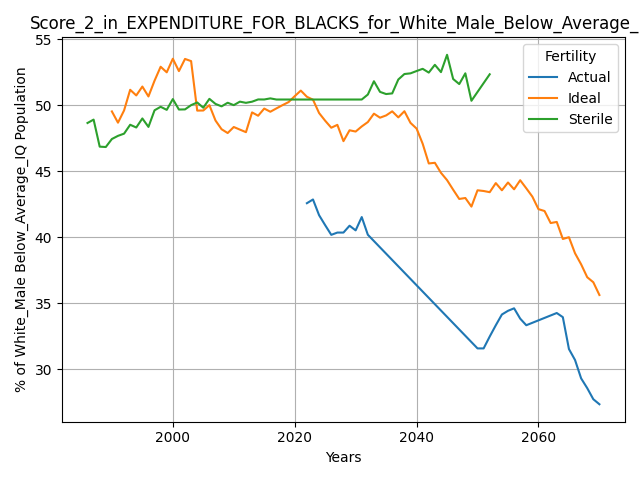 Score_2_in_EXPENDITURE_FOR_BLACKS_for_White_Male_Below_Average_
55
50
45
40
35
30
% of White_Male Below_Average_IQ Population
Fertility
Actual
Ideal
Sterile
2000
2020
2040
2060
Years